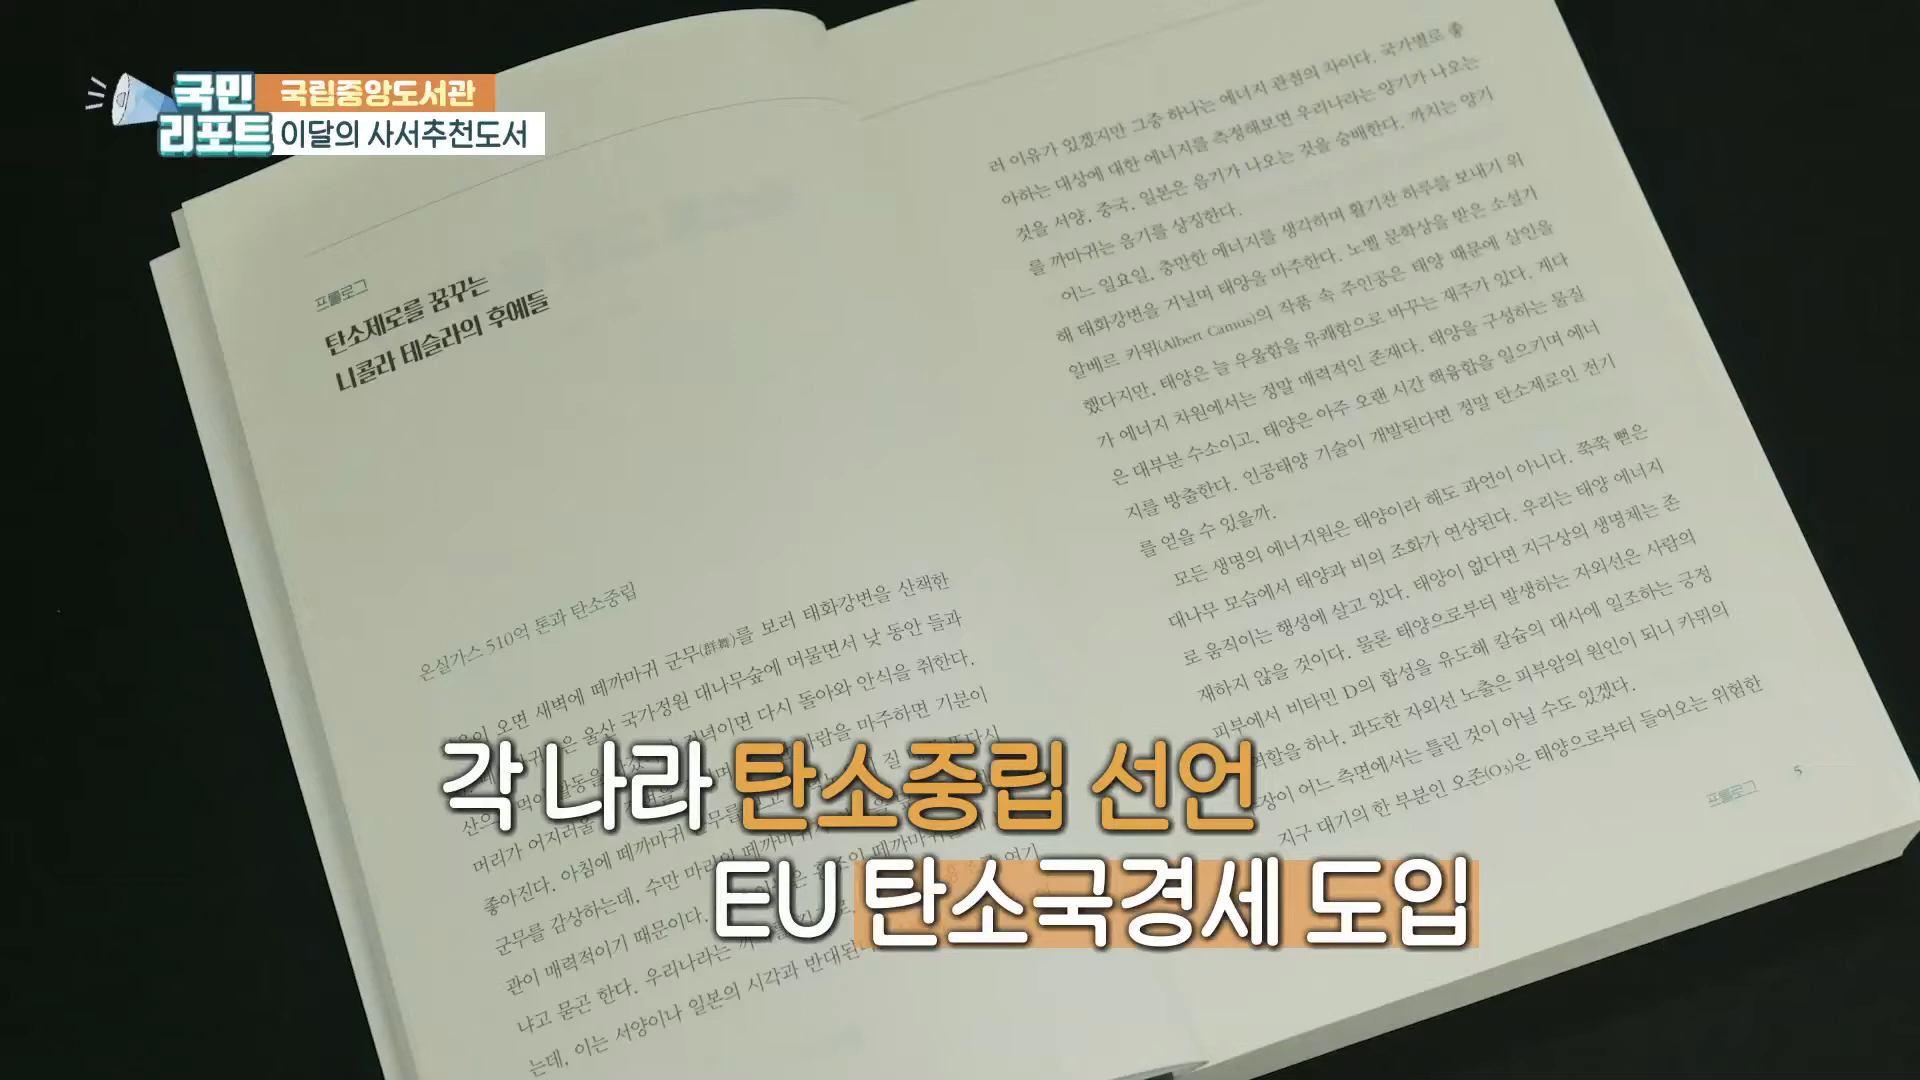 국민
리포트
국립중앙도서관
이달의 사서추천도서
프롤로그
탄소제로를 꿈꾸는
니콜라 테슬라의 후예들
온실가스 510억 톤과 탄소중립
오면 새벽에 떼까마귀 군무(群舞)를 보러 태화강변을 산책한
울산 국가정원 대나무숲에 머물면서 낮 동안 들과
저녁이면 다시 돌아와 안식을 취한다.
사람을 마주하면 기분이
머리가 어지러울
좋아진다. 아침에 떼까마귀
군무를 감상하는데, 수만 마리의 떼까마귀
관이 매력적이기 때문이다.
냐고 묻곤 한다. 우리나라는
는데, 이는 서양이나 일본의 시각과 반대된
러 이유가 있겠지만 그중 하나는 에너지 관점의 차이다. 국가별로 좋
아하는 대상에 대한 에너지를 측정해보면 우리나라는 양기가 나오는
것을 서양, 중국, 일본은 음기가 나오는 것을 숭배한다. 까치는 양기
를 까마귀는 음기를 상징한다.
어느 일요일, 충만한 에너지를 생각하며 활기찬 하루를 보내기 위
해 태화강변을 거닐며 태양을 마주한다. 노벨 문학상을 받은 소설가
알베르 카뮈(Albert Camus)의 작품 속 주인공은 태양 때문에 살인을
했다지만, 태양은 늘 우울함을 유쾌함으로 바꾸는 재주가 있다. 게다
가 에너지 차원에서는 정말 매력적인 존재다. 태양을 구성하는 물질
은 대부분 수소이고, 태양은 아주 오랜 시간 핵융합을 일으키며 에너
지를 방출한다. 인공태양 기술이 개발된다면 정말 탄소제로인 전기
를 얻을 수 있을까.
모든 생명의 에너지원은 태양이라 해도 과언이 아니다. 쭉쭉 뻗은
대나무 모습에서 태양과 비의 조화가 연상된다. 우리는 태양 에너지
로 움직이는 행성에 살고 있다. 태양이 없다면 지구상의 생명체는 존
재하지 않을 것이다. 물론 태양으로부터 발생하는 자외선은 사람의
피부에서 비타민 D의 합성을 유도해 칼슘의 대사에 일조하는 긍정
역할을 하나, 과도한 자외선 노출은 피부암의 원인이 되니 카뮈의
장이 어느 측면에서는 틀린 것이 아닐 수도 있겠다.
지구 대기의 한 부분인 오존(O3)은 태양으로부터 들어오는 위험한
프롤로그 5
각 나라 탄소중립 선언
EU 탄소국경세 도입